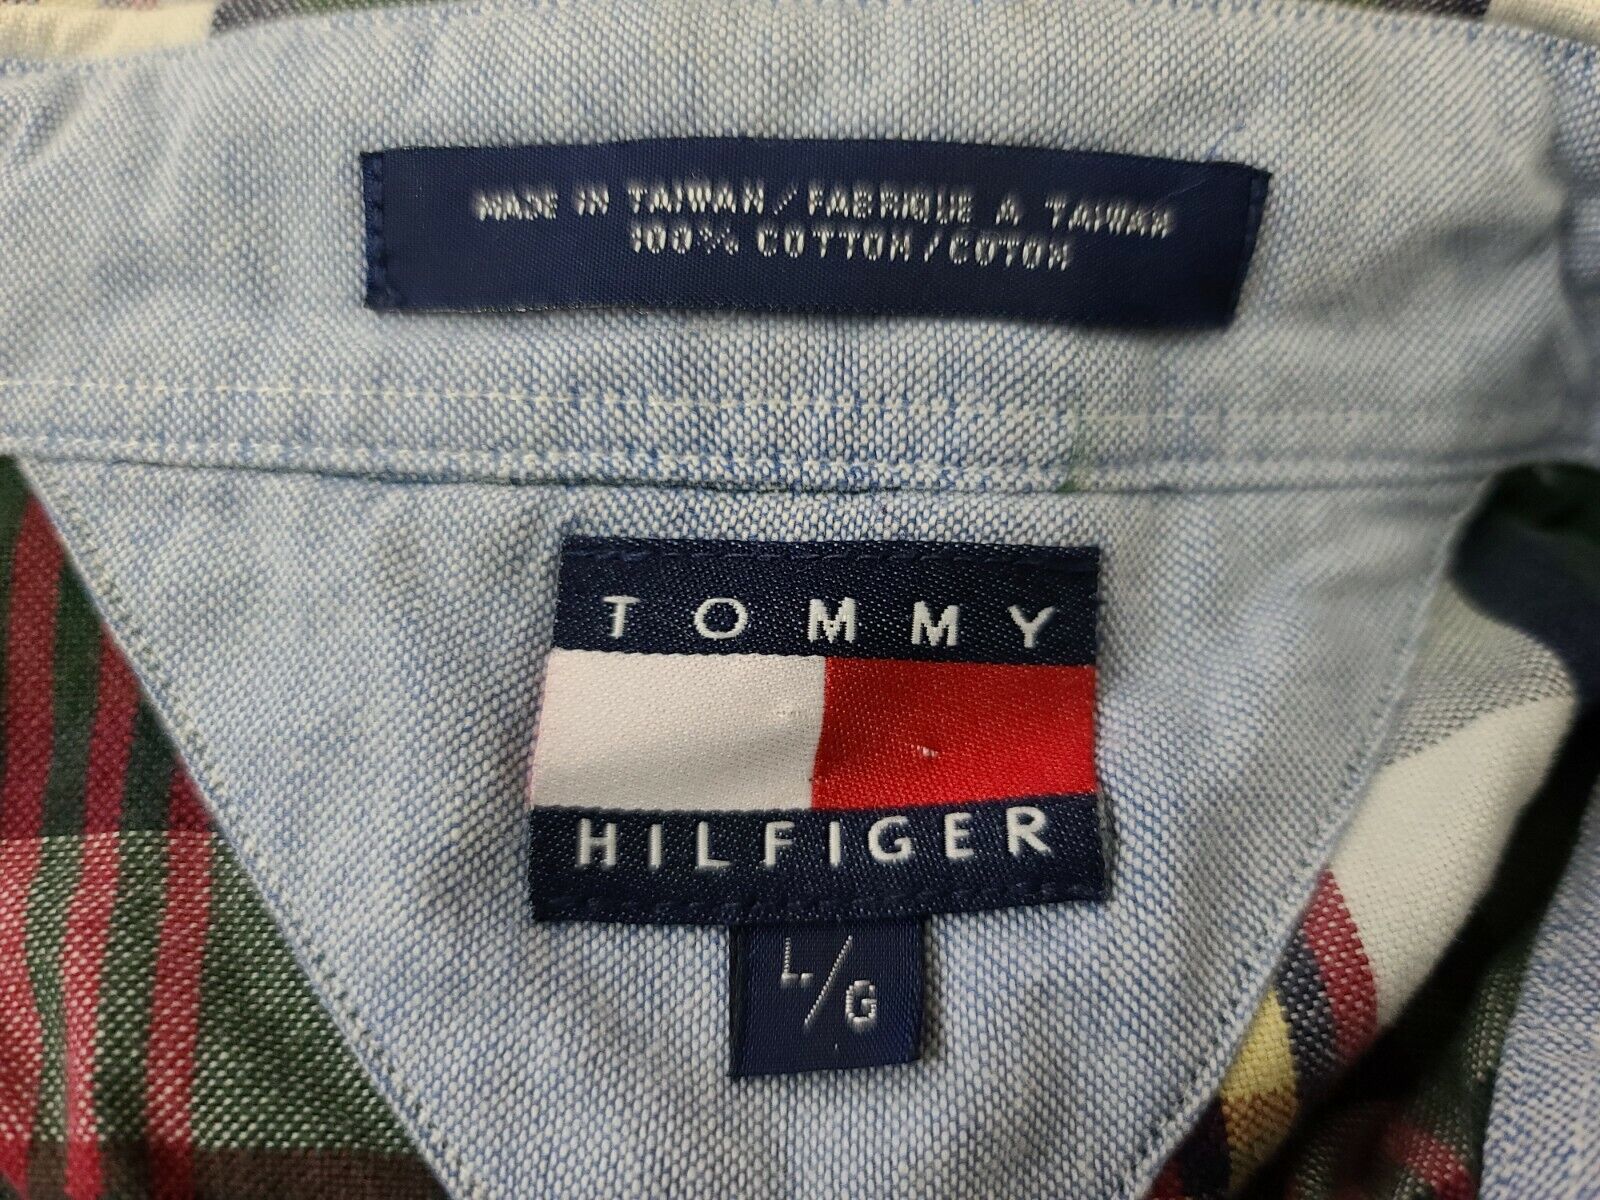 MADE IN TAIWAN / FABRIQUE A TAIWAN
100% COTTON / COTON
TOMMY
HILFIGER
L/G